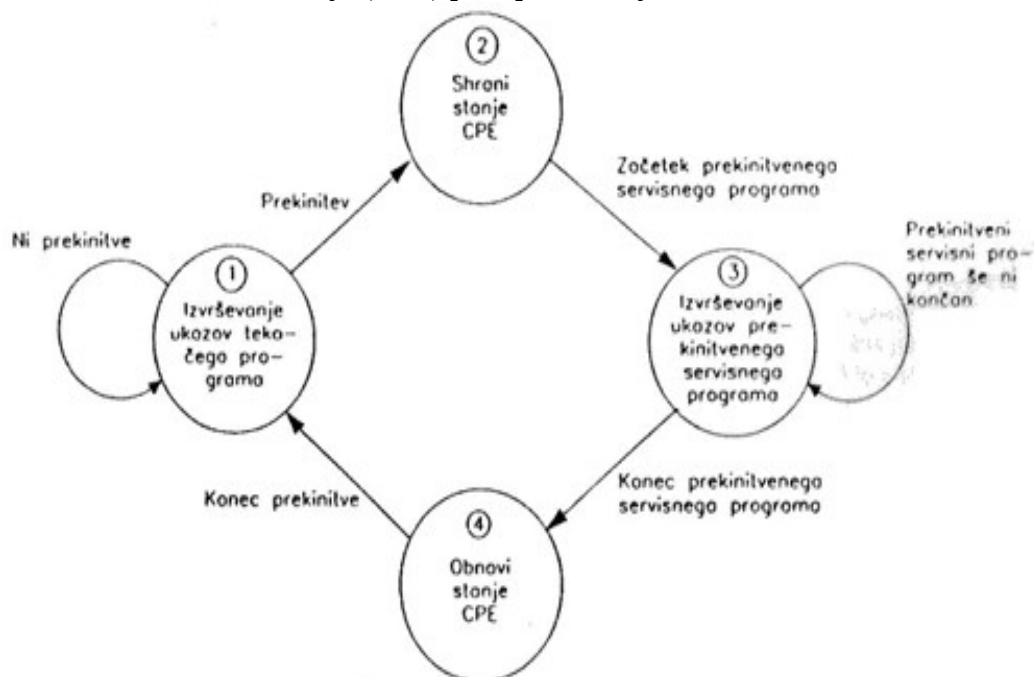 2
Shrani
stanje
CPE
Začetek prekinitvenega
servisnega programa
Prekinitev
Ni prekinitve
Prekinitveni
servisni pro-
gram še ni
končan
1
Izvrševanje
ukazov teko-
čega pro-
grama
3
Izvrševanje
ukazov pre-
kinitvenega
servisnega
programa
Konec prekinitve
Konec prekinitvenega
servisnega programa
4
Obnovi
stanje
CPE